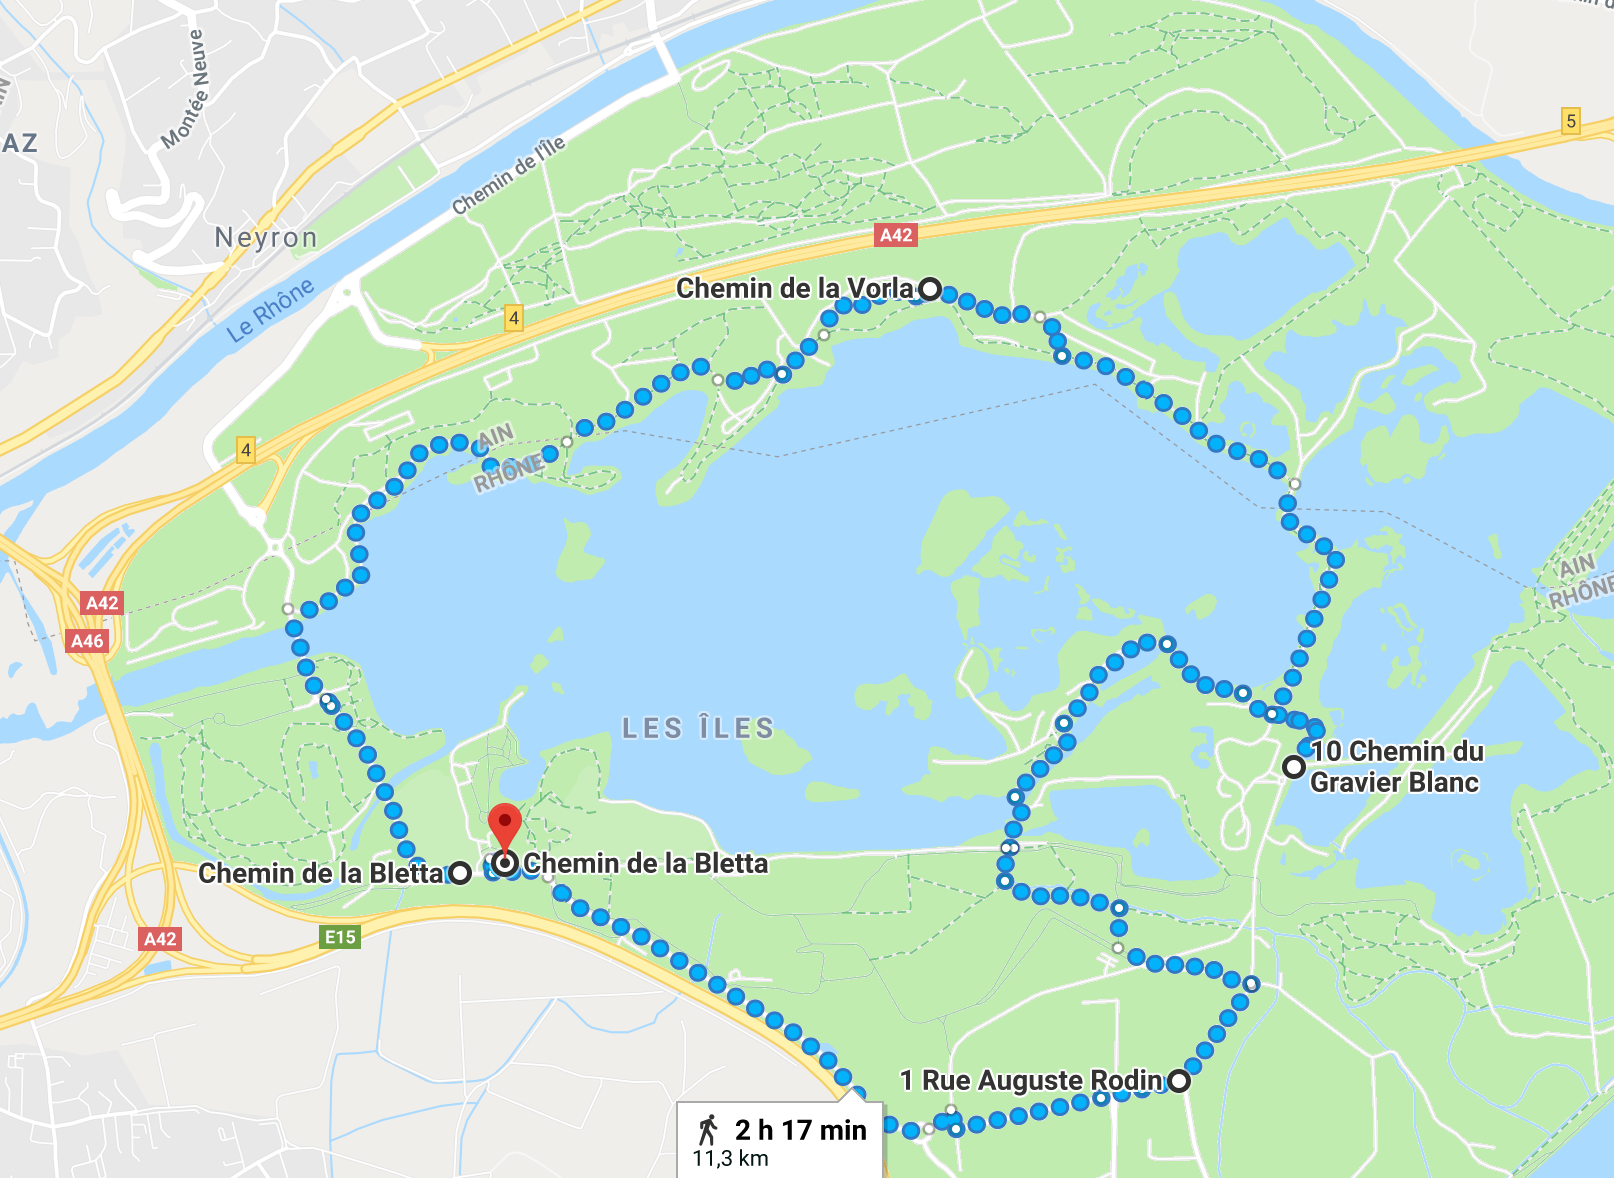 Montée Neuve
AZ
5
Chemin de l'Île
Neyron
A42
Le Rhône
Chemin de la Vorla
4
4
AIN
RHÔNE
AIN
RHÔNE
A42
A46
LES ÎLES
10 Chemin du
Gravier Blanc
Chemin de la Bletta
Chemin de la Bletta
A42
E15
1 Rue Auguste Rodin
2 h 17 min
11,3 km